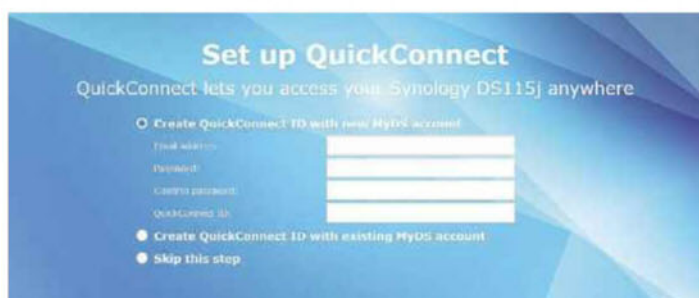 Set up QuickConnect
QuickConnect lets you access your Synology DS115j anywhere
Create QuickConnect ID with new MyDS account
Email address:
Password:
Confirm password:
QuickConnect ID:
Create QuickConnect ID with existing MyDS account
Skip this step